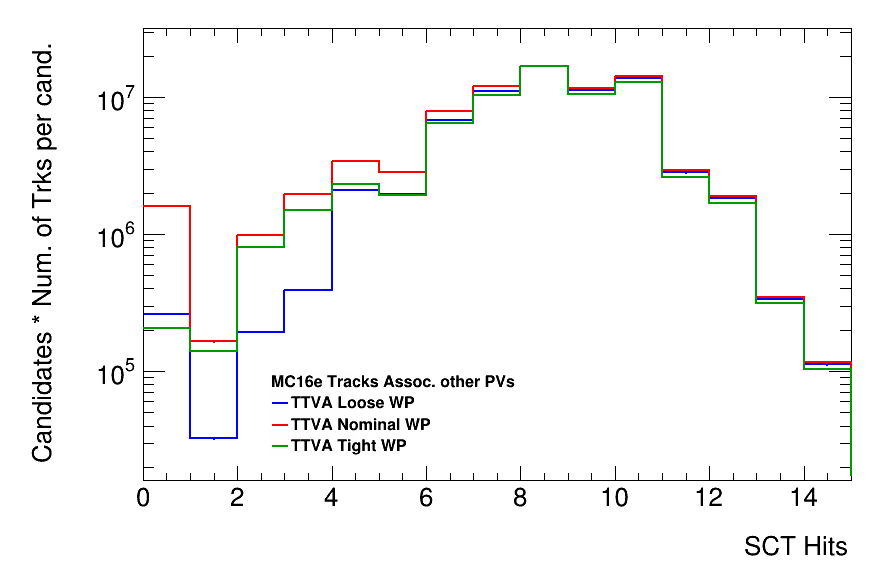 Candidates * Num. of Trks per cand.
10^7
10^6
10^5
MC16e Tracks Assoc. other PVs
TTVA Loose WP
TTVA Nominal WP
TTVA Tight WP
0 2 4 6 8 10 12 14
SCT Hits